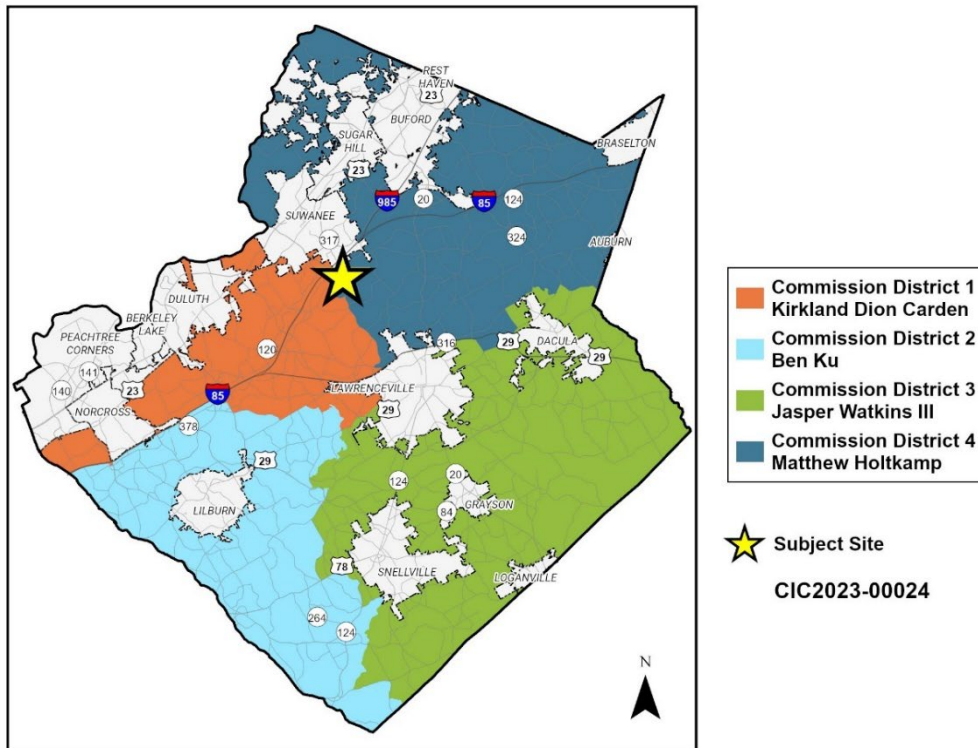 REST
HAVEN
23
BUFORD
BRASELTON
SUGAR
HILL
23
985
20
85
124
SUWANEE
317
324
AUBURN
DULUTH
BERKELEY
LAKE
PEACHTREE
CORNERS
120
316
29
DACULA
29
141
140
23
NORCROSS
85
LAWRENCEVILLE
29
378
29
LILBURN
124
20
GRAYSON
84
78
SNELLVILLE
LOGANVILLE
264
124
N
Commission District 1
Kirkland Dion Carden
Commission District 2
Ben Ku
Commission District 3
Jasper Watkins III
Commission District 4
Matthew Holtkamp
Subject Site
CIC2023-00024